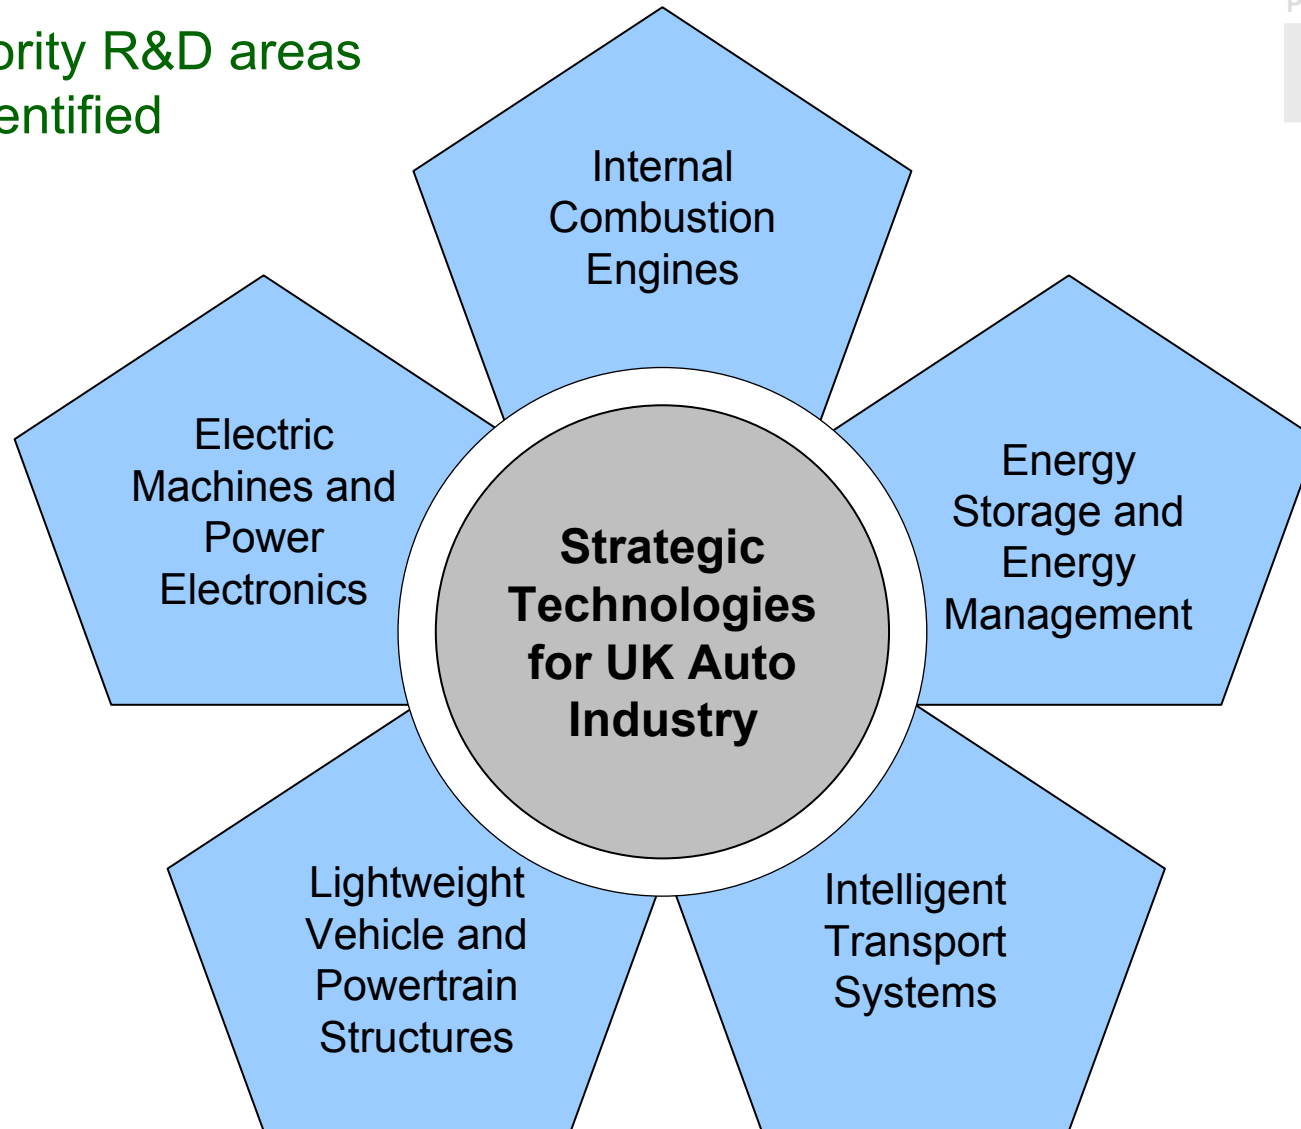 ority R&D areas
entified
Internal
Combustion
Engines
Electric
Machines and
Power
Electronics
Energy
Storage and
Energy
Management
Strategic
Technologies
for UK Auto
Industry
Lightweight
Vehicle and
Powertrain
Structures
Intelligent
Transport
Systems